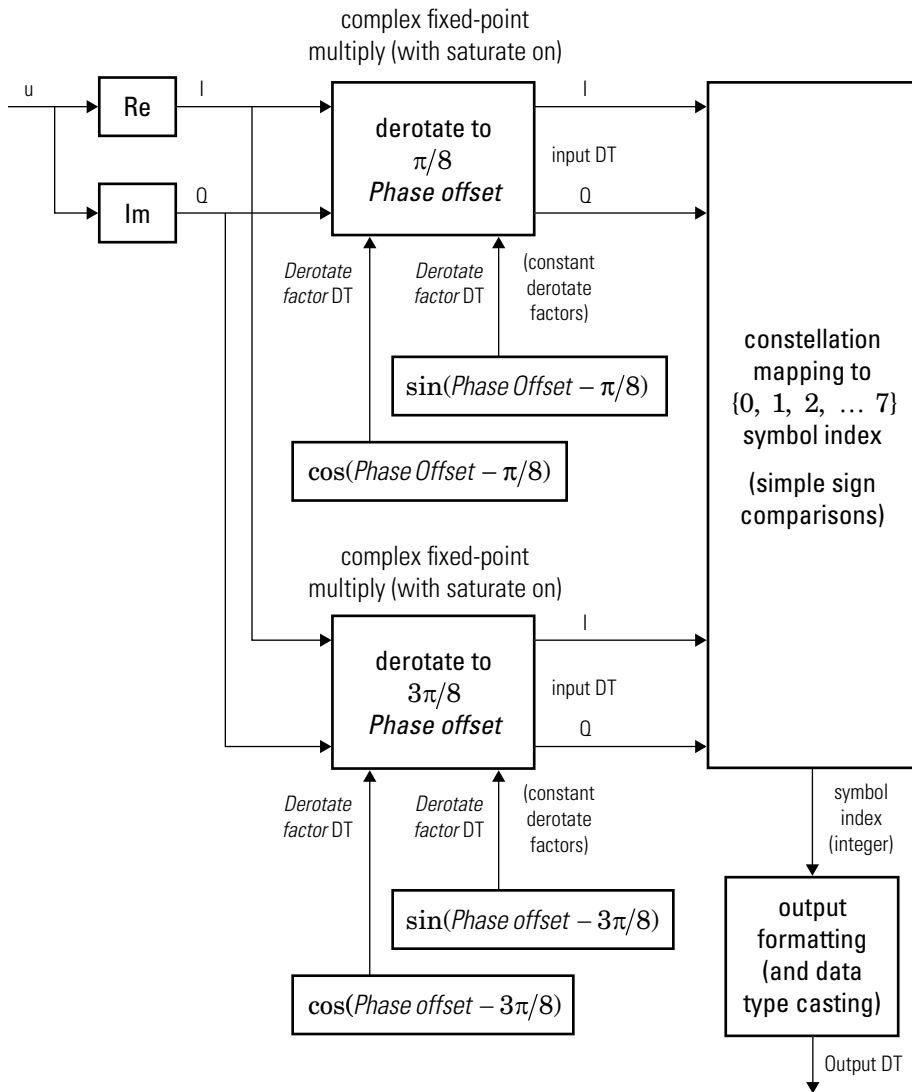 complex fixed-point
multiply (with saturate on)
u
Re
I
Im
Q
derotate to
π/8
Phase offset
I
input DT
Q
Derotate
factor DT
Derotate
factor DT
(constant
derotate
factors)
sin(Phase Offset − π/8)
cos(Phase Offset − π/8)
constellation
mapping to
{0, 1, 2, … 7}
symbol index
(simple sign
comparisons)
complex fixed-point
multiply (with saturate on)
derotate to
3π/8
Phase offset
I
input DT
Q
Derotate
factor DT
Derotate
factor DT
(constant
derotate
factors)
sin(Phase offset − 3π/8)
cos(Phase offset − 3π/8)
symbol
index
(integer)
output
formatting
(and data
type casting)
Output DT